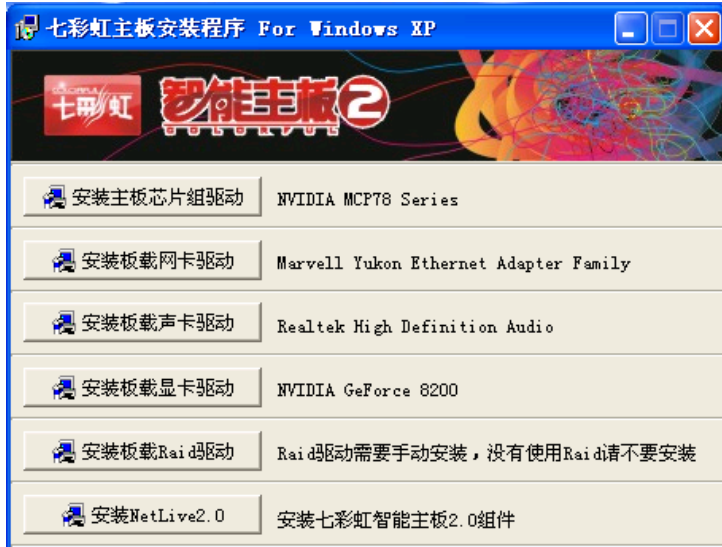 七彩虹主板安装程序 For Windows XP
COLORFUL
七彩虹
智能主板2
COLORFUL
安装主板芯片组驱动 NVIDIA MCP78 Series
安装板载网卡驱动 Marvell Yukon Ethernet Adapter Family
安装板载声卡驱动 Realtek High Definition Audio
安装板载显卡驱动 NVIDIA GeForce 8200
安装板载Raid驱动 Raid驱动需要手动安装，没有使用Raid请不要安装
安装NetLive2.0 安装七彩虹智能主板2.0组件